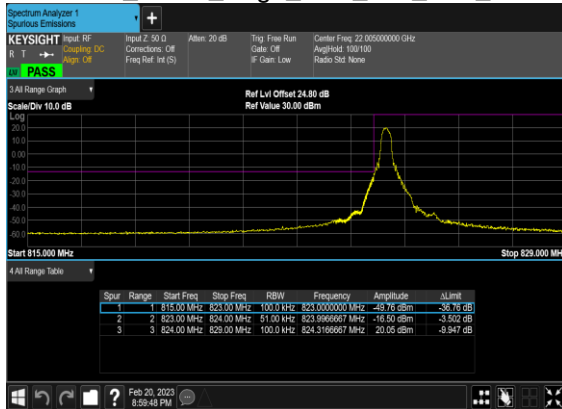 Spectrum Analyzer 1
Spurious Emissions
KEYSIGHT
R T
LXI
PASS
Input: RF
Coupling: DC
Align: Off
Input Z: 50 Ω
Corrections: Off
Freq Ref: Int (S)
Atten: 20 dB
Trig: Free Run
Gate: Off
IF Gain: Low
Center Freq: 22.005000000 GHz
Avg|Hold: 100/100
Radio Std: None
3 All Range Graph
Scale/Div 10.0 dB
Ref Lvl Offset 24.80 dB
Ref Value 30.00 dBm
Log
20.0
10.0
0.00
-10.0
-20.0
-30.0
-40.0
-50.0
-60.0
Start 815.000 MHz
Stop 829.000 MHz
4 All Range Table
Spur Range Start Freq Stop Freq RBW Frequency Amplitude ΔLimit
1 1 815.00 MHz 823.00 MHz 100.0 kHz 823.0000000 MHz -49.76 dBm -36.76 dB
2 2 823.00 MHz 824.00 MHz 51.00 kHz 823.9966667 MHz -16.50 dBm -3.502 dB
3 3 824.00 MHz 829.00 MHz 100.0 kHz 824.3166667 MHz 20.05 dBm -9.947 dB
?
Feb 20, 2023
8:59:48 PM